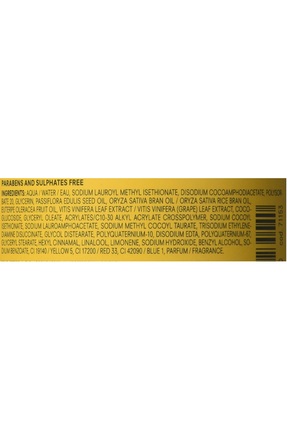 PARABENS AND SULPHATES FREE
INGREDIENTS: AQUA / WATER / EAU, SODIUM LAUROYL METHYL ISETHIONATE, DISODIUM COCOAMPHODIACETATE, POLYSOR-
BATE 20, GLYCERIN, PASSIFLORA EDULIS SEED OIL, ORYZA SATIVA BRAN OIL / ORYZA SATIVA RICE BRAN OIL,
EUTERPE OLERACEA FRUIT OIL, VITIS VINIFERA LEAF EXTRACT / VITIS VINIFERA (GRAPE) LEAF EXTRACT, COCO-
GLUCOSIDE, GLYCERYL OLEATE, ACRYLATES/C10-30 ALKYL ACRYLATE CROSSPOLYMER, SODIUM COCOYL
ISETHIONATE, SODIUM LAUROAMPHOACETATE, SODIUM METHYL COCOYL TAURATE, TRISODIUM ETHYLENE-
DIAMINE DISUCCINATE, GLYCOL DISTEARATE, POLYQUATERNIUM-10, DISODIUM EDTA, POLYQUATERNIUM-67,
GLYCERYL STEARATE, HEXYL CINNAMAL, LINALOOL, LIMONENE, SODIUM HYDROXIDE, BENZYL ALCOHOL, SO-
DIUM BENZOATE, CI 19140 / YELLOW 5, CI 17200 / RED 33, CI 42090 / BLUE 1, PARFUM / FRAGRANCE.